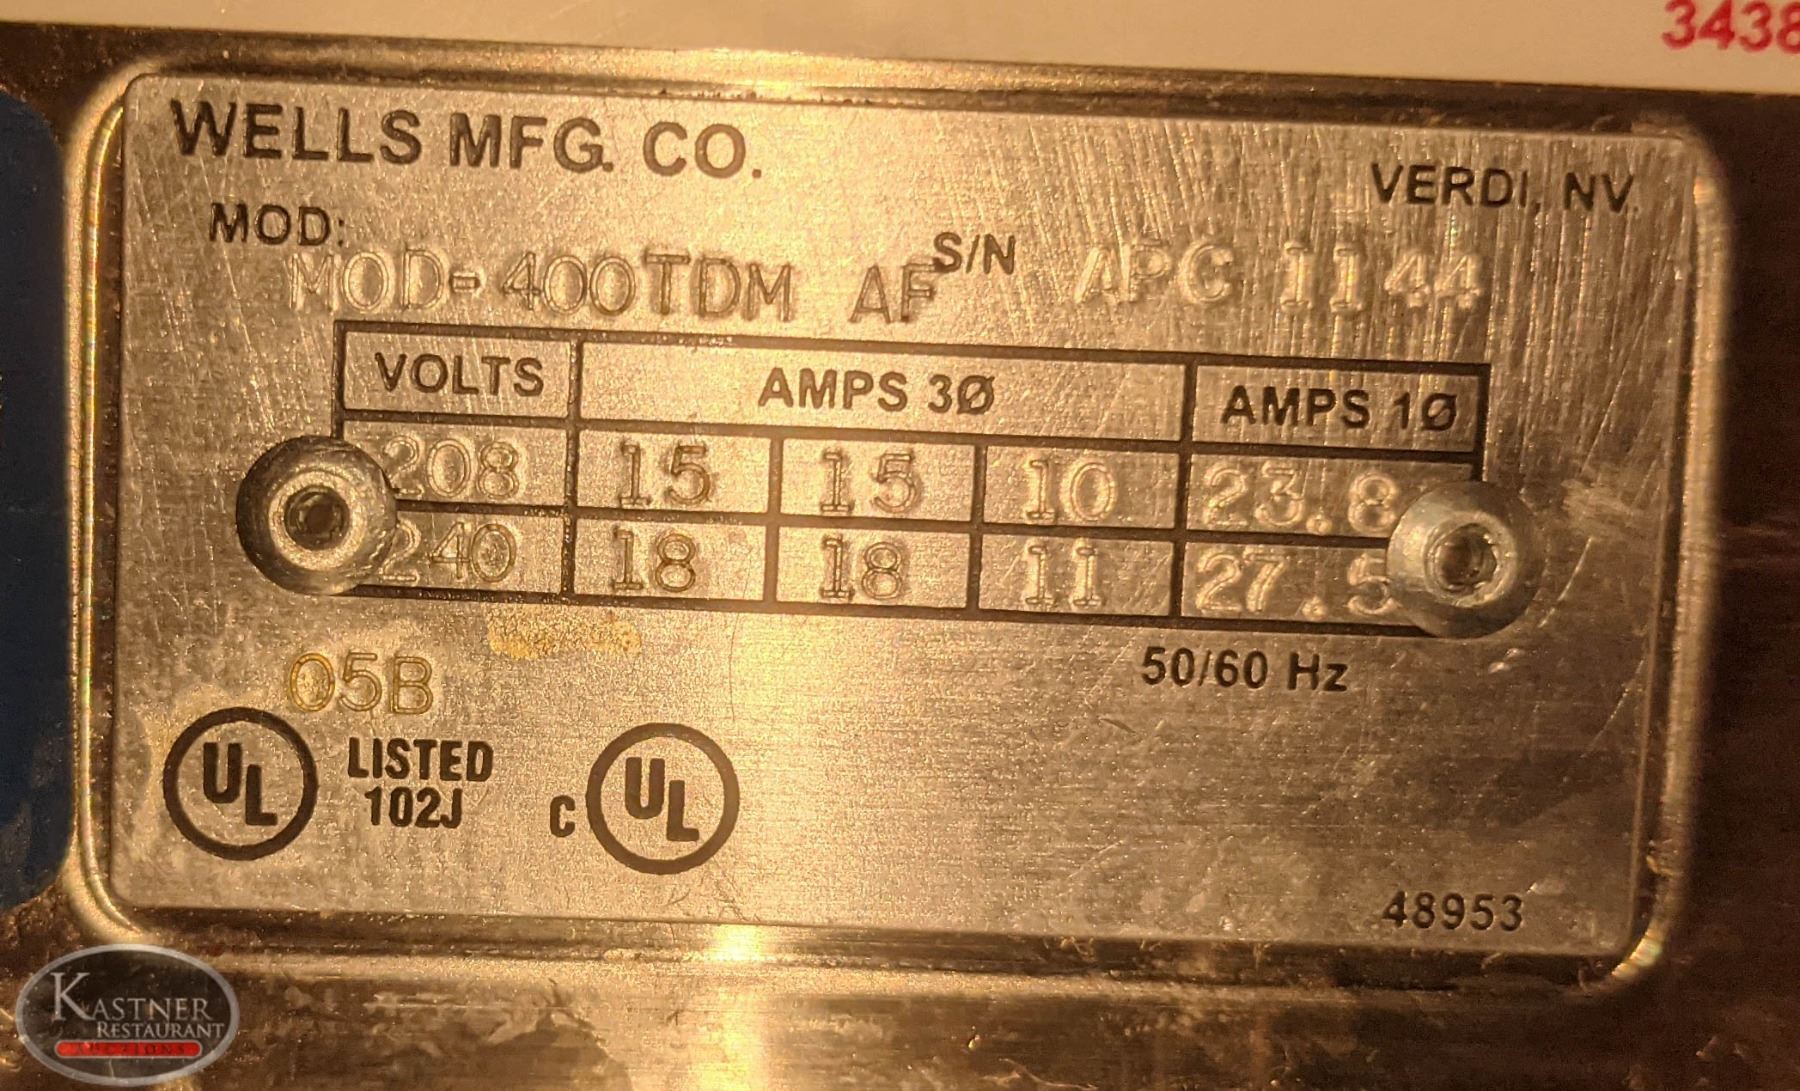 3438
WELLS MFG. CO.
VERDI, NV.
MOD:
MOD-400TDM AF S/N APC 1144
VOLTS AMPS 3Ø AMPS 1Ø
208 15 15 10 23.8
240 18 18 11 27.5
50/60 Hz
05B
UL LISTED 102J C UL
48953
KASTNER
RESTAURANT
AUCTIONS